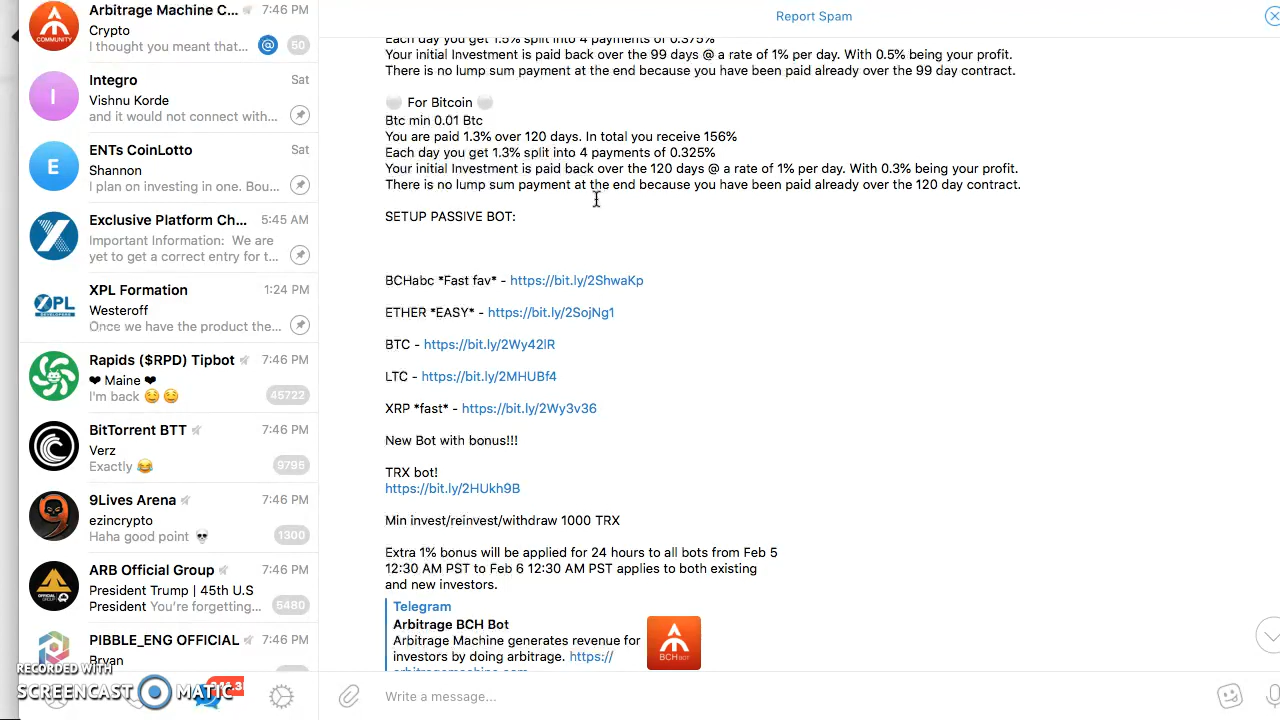 Arbitrage Machine C... 7:46 PM
Crypto
I thought you meant that... @ 50
Integro Sat
I Vishnu Korde
and it would not connect with...
ENTs CoinLotto Sat
E Shannon
I plan on investing in one. Bou...
Exclusive Platform Ch... 5:45 AM
Important Information: We are
yet to get a correct entry for t...
XPL Formation 1:24 PM
XPL Westeroff
DEVELOPERS
Once we have the product the...
Rapids ($RPD) Tipbot 7:46 PM
❤ Maine ❤
I'm back 😊 😊 45722
BitTorrent BTT 7:46 PM
Verz
Exactly 😂 9795
9Lives Arena 7:46 PM
ezincrypto
Haha good point 💀 1300
ARB Official Group 7:46 PM
President Trump | 45th U.S
President You're forgetting... 5480
PIBBLE_ENG OFFICIAL 7:46 PM
Bryan
COMMUNITY
RECORDED WITH
SCREENCAST MATIC
Report Spam
Each day you get 1.5% split into 4 payments of 0.375%
Your initial Investment is paid back over the 99 days @ a rate of 1% per day. With 0.5% being your profit.
There is no lump sum payment at the end because you have been paid already over the 99 day contract.
⚪ For Bitcoin ⚪
Btc min 0.01 Btc
You are paid 1.3% over 120 days. In total you receive 156%
Each day you get 1.3% split into 4 payments of 0.325%
Your initial Investment is paid back over the 120 days @ a rate of 1% per day. With 0.3% being your profit.
There is no lump sum payment at the end because you have been paid already over the 120 day contract.
SETUP PASSIVE BOT:
BCHabc *Fast fav* - https://bit.ly/2ShwaKp
ETHER *EASY* - https://bit.ly/2SojNg1
BTC - https://bit.ly/2Wy42lR
LTC - https://bit.ly/2MHUBf4
XRP *fast* - https://bit.ly/2Wy3v36
New Bot with bonus!!!
TRX bot!
https://bit.ly/2HUkh9B
Min invest/reinvest/withdraw 1000 TRX
Extra 1% bonus will be applied for 24 hours to all bots from Feb 5
12:30 AM PST to Feb 6 12:30 AM PST applies to both existing
and new investors.
Telegram
Arbitrage BCH Bot
Arbitrage Machine generates revenue for
investors by doing arbitrage. https://
arbitragemachine.com
BCH BOT
Write a message...